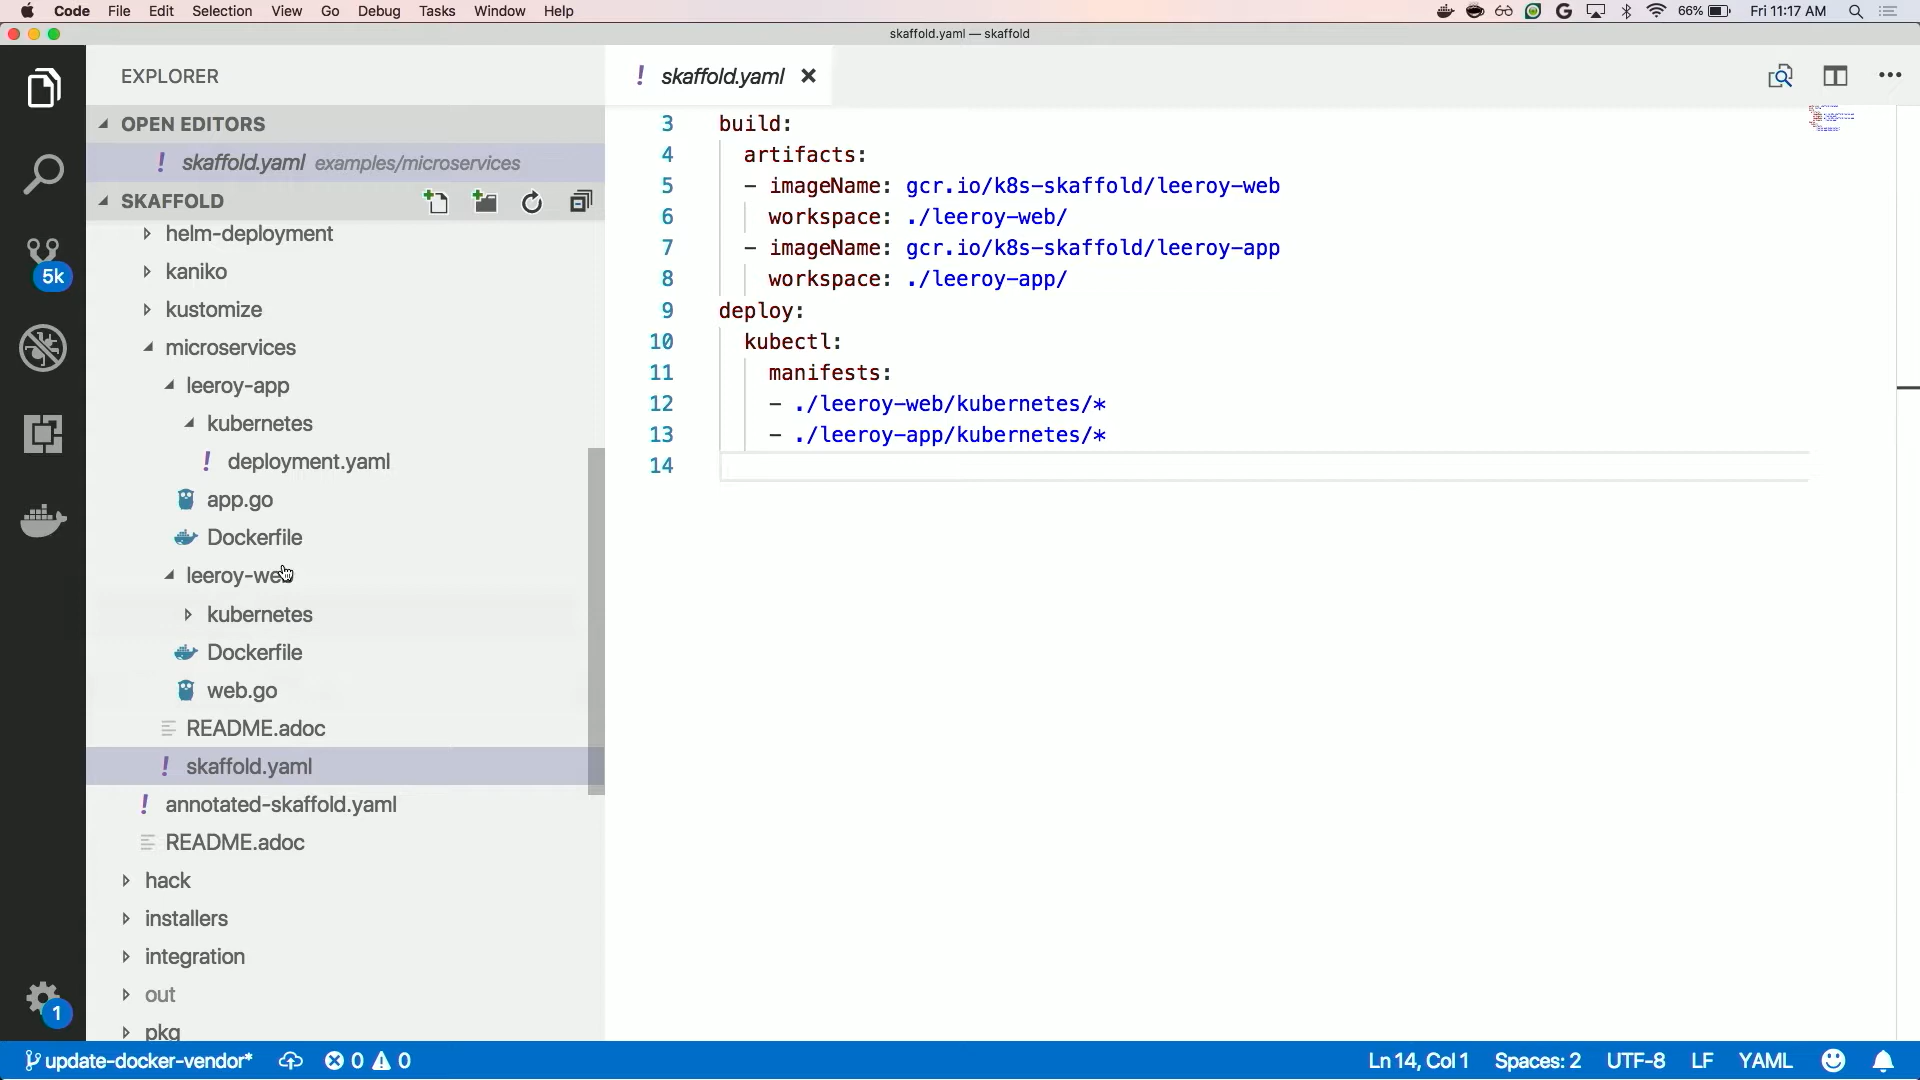 Code File Edit Selection View Go Debug Tasks Window Help 66% Fri 11:17 AM
skaffold.yaml — skaffold
EXPLORER
OPEN EDITORS
! skaffold.yaml examples/microservices
SKAFFOLD
helm-deployment
kaniko
kustomize
microservices
leeroy-app
kubernetes
! deployment.yaml
app.go
Dockerfile
leeroy-web
kubernetes
Dockerfile
web.go
README.adoc
! skaffold.yaml
! annotated-skaffold.yaml
README.adoc
hack
installers
integration
out
pkg
5k
1
! skaffold.yaml
3 build:
4 artifacts:
5 - imageName: gcr.io/k8s-skaffold/leeroy-web
6 workspace: ./leeroy-web/
7 - imageName: gcr.io/k8s-skaffold/leeroy-app
8 workspace: ./leeroy-app/
9 deploy:
10 kubectl:
11 manifests:
12 - ./leeroy-web/kubernetes/*
13 - ./leeroy-app/kubernetes/*
14
update-docker-vendor* 0 0 Ln 14, Col 1 Spaces: 2 UTF-8 LF YAML